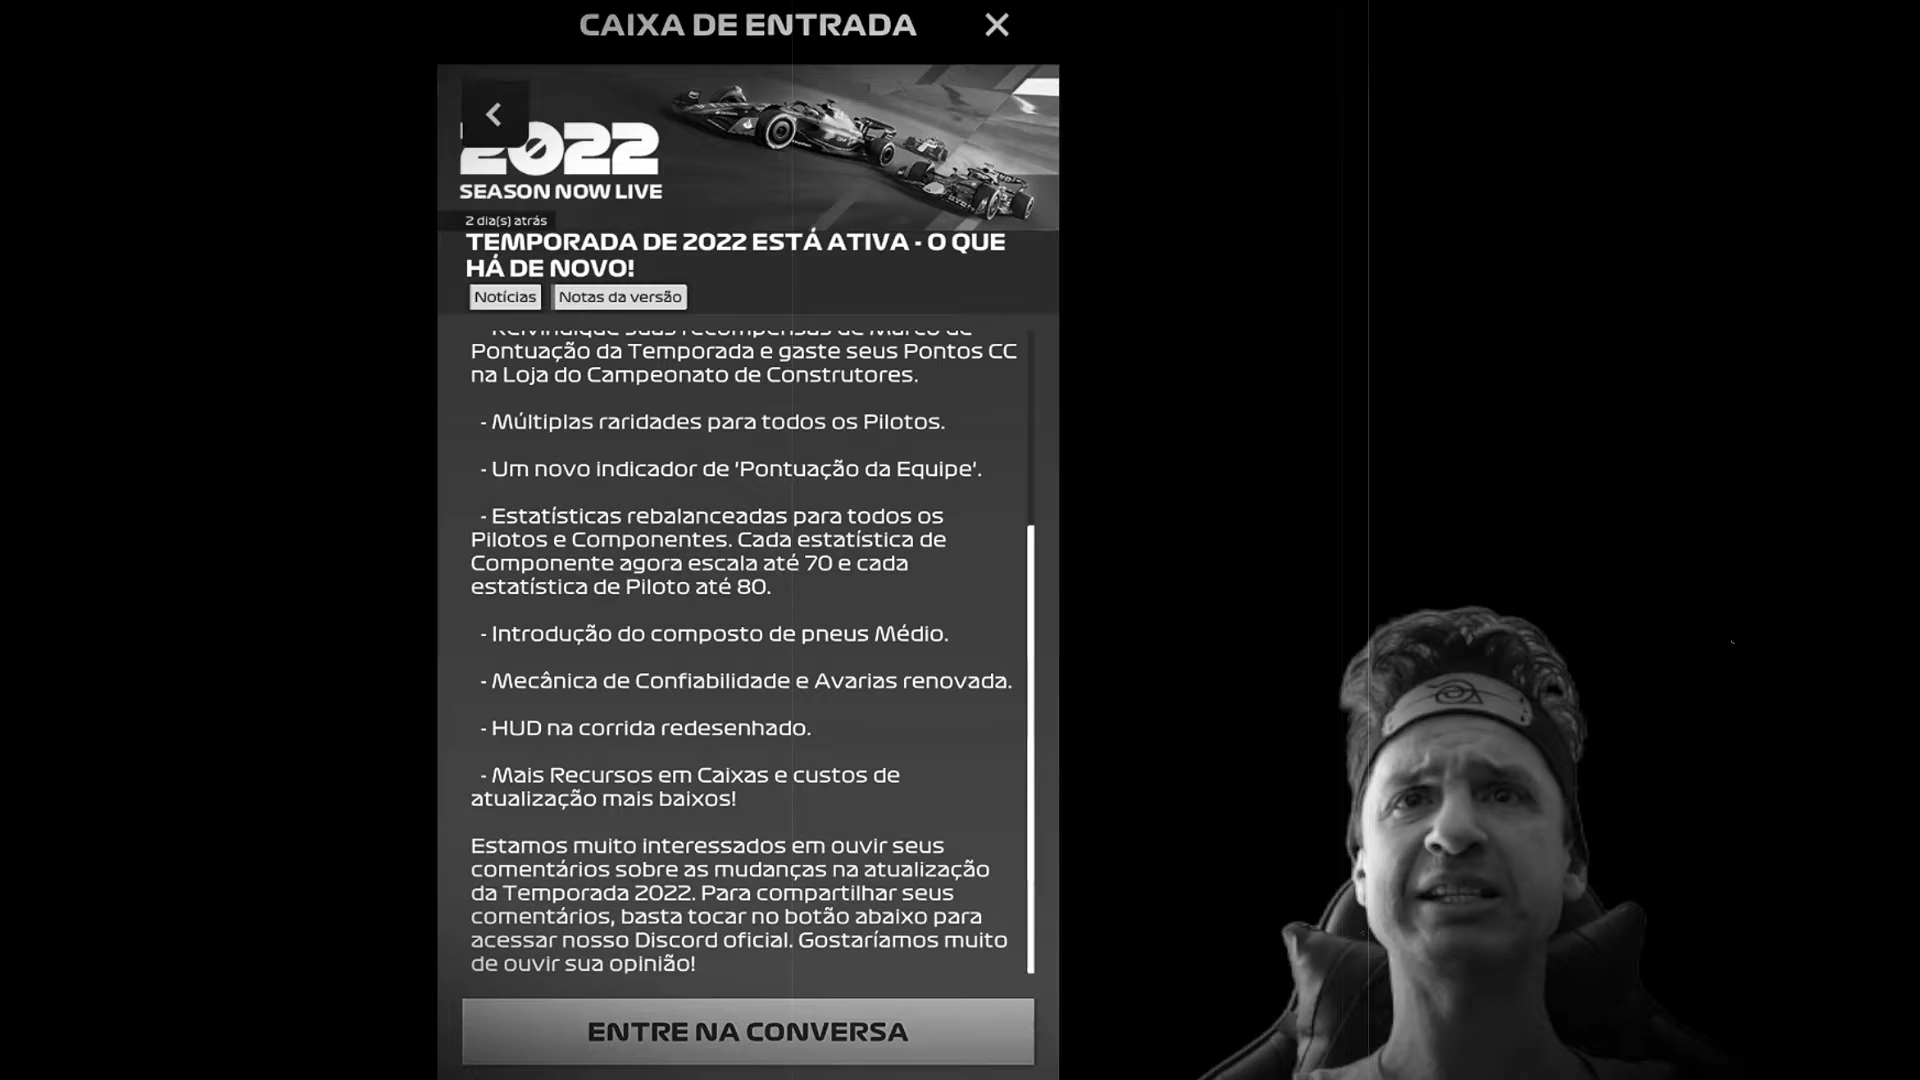 CAIXA DE ENTRADA
2022
SEASON NOW LIVE
2 dia(s) atrás
TEMPORADA DE 2022 ESTÁ ATIVA - O QUE
HÁ DE NOVO!
Notícias
Notas da versão
- Reivindique suas recompensas de Marco de
Pontuação da Temporada e gaste seus Pontos CC
na Loja do Campeonato de Construtores.
- Múltiplas raridades para todos os Pilotos.
- Um novo indicador de 'Pontuação da Equipe'.
- Estatísticas rebalanceadas para todos os
Pilotos e Componentes. Cada estatística de
Componente agora escala até 70 e cada
estatística de Piloto até 80.
- Introdução do composto de pneus Médio.
- Mecânica de Confiabilidade e Avarias renovada.
- HUD na corrida redesenhado.
- Mais Recursos em Caixas e custos de
atualização mais baixos!
Estamos muito interessados em ouvir seus
comentários sobre as mudanças na atualização
da Temporada 2022. Para compartilhar seus
comentários, basta tocar no botão abaixo para
acessar nosso Discord oficial. Gostaríamos muito
de ouvir sua opinião!
ENTRE NA CONVERSA